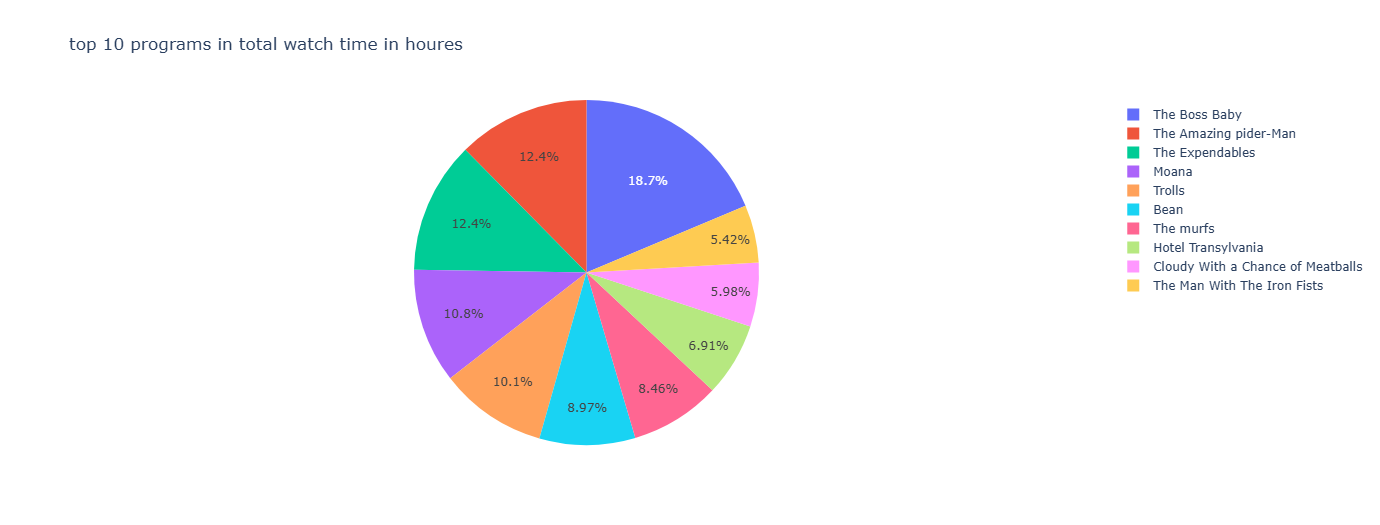 top 10 programs in total watch time in houres
12.4%
18.7%
12.4%
5.42%
5.98%
10.8%
6.91%
10.1%
8.46%
8.97%
The Boss Baby
The Amazing pider-Man
The Expendables
Moana
Trolls
Bean
The murfs
Hotel Transylvania
Cloudy With a Chance of Meatballs
The Man With The Iron Fists